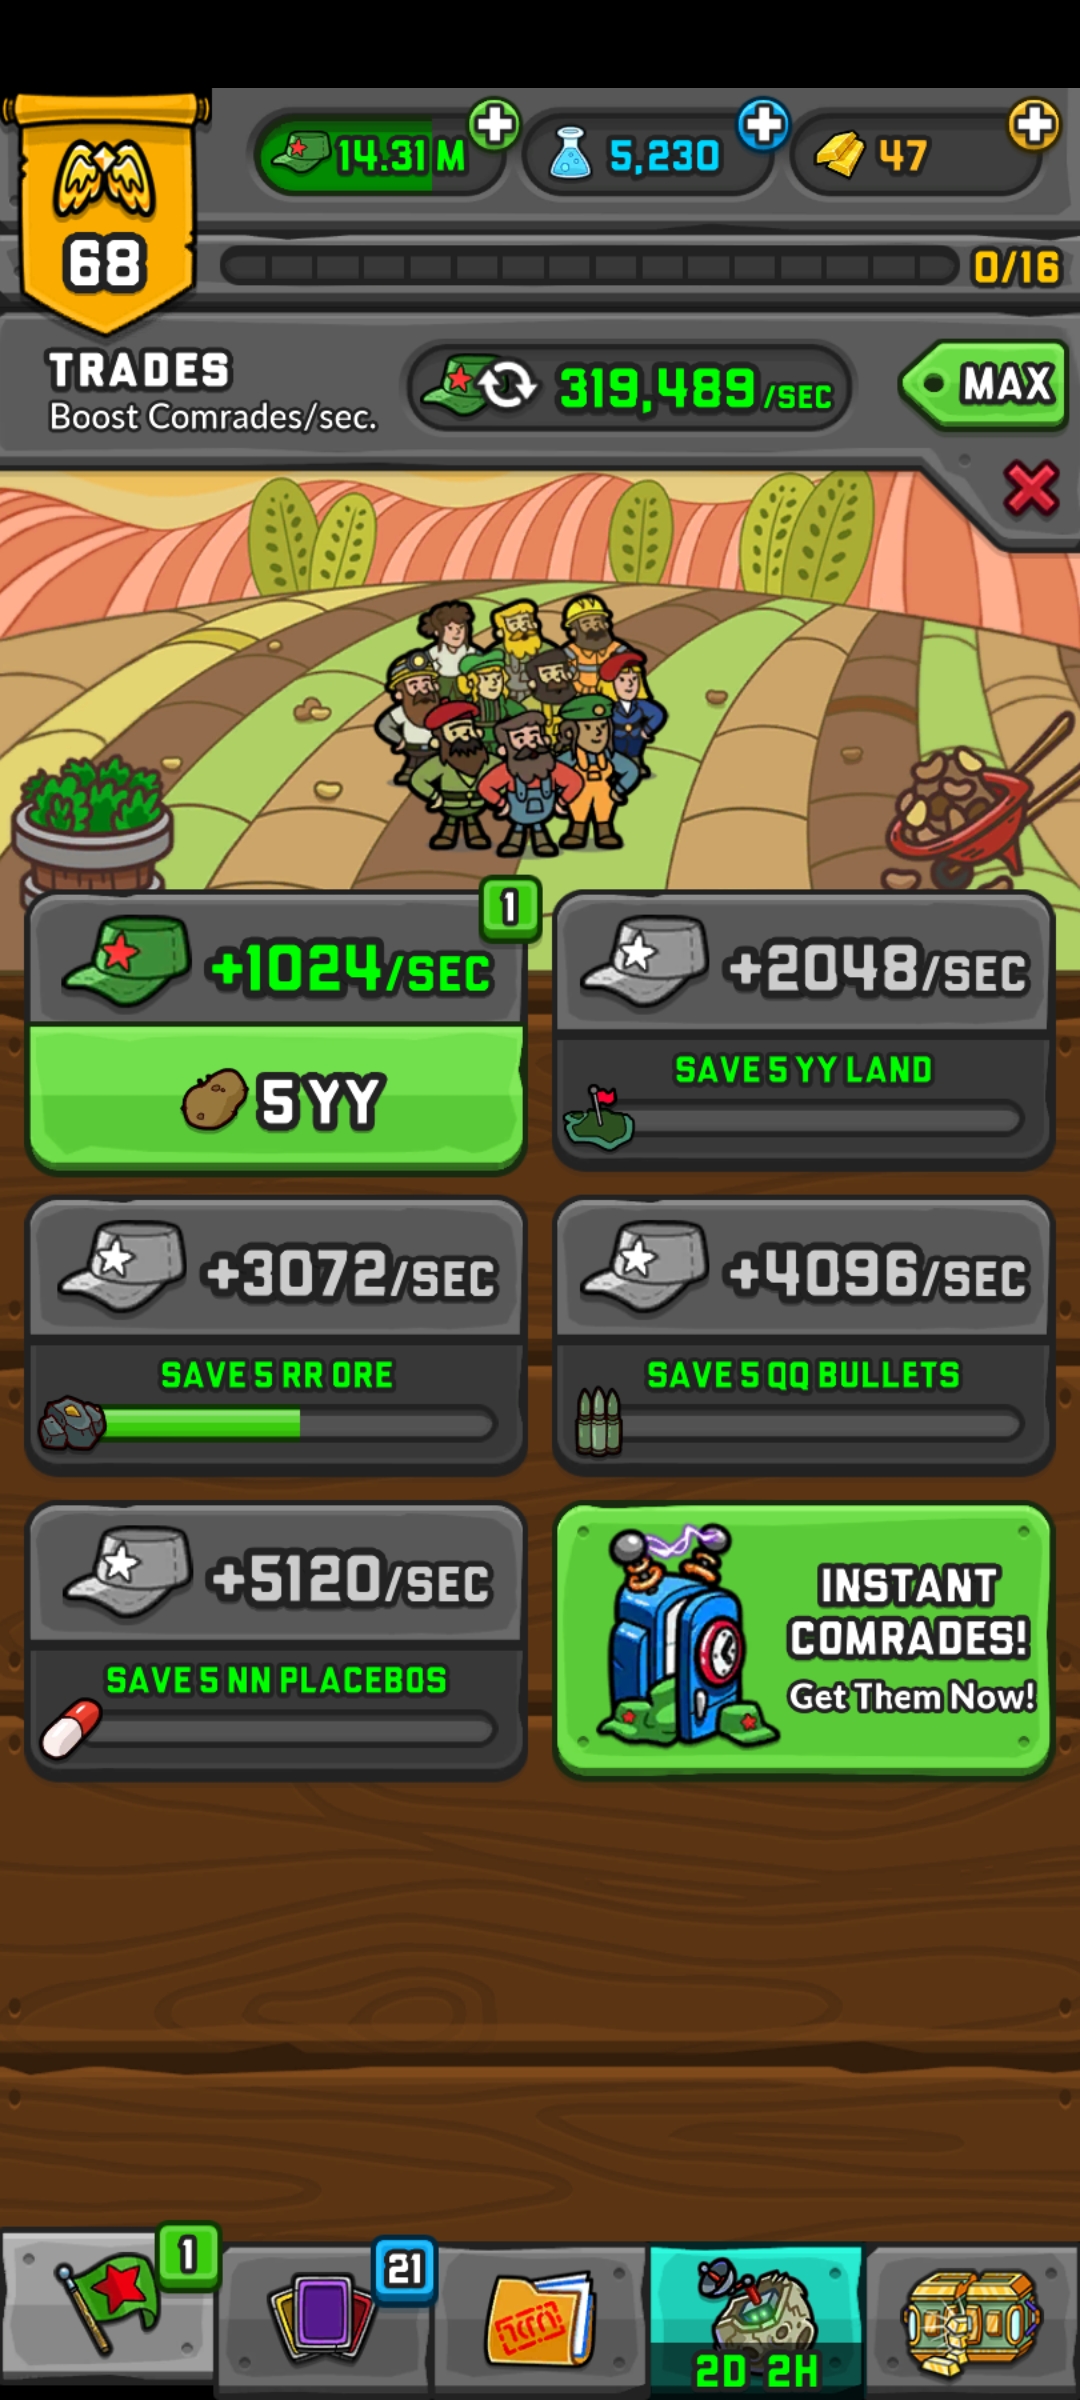 14.31 M
5,230
47
68
0/16
TRADES
Boost Comrades/sec.
319,489/SEC
MAX
1
+1024/SEC
5 YY
+2048/SEC
SAVE 5 YY LAND
+3072/SEC
SAVE 5 RR ORE
+4096/SEC
SAVE 5 QQ BULLETS
+5120/SEC
SAVE 5 NN PLACEBOS
INSTANT
COMRADES!
Get Them Now!
1
21
2D 2H